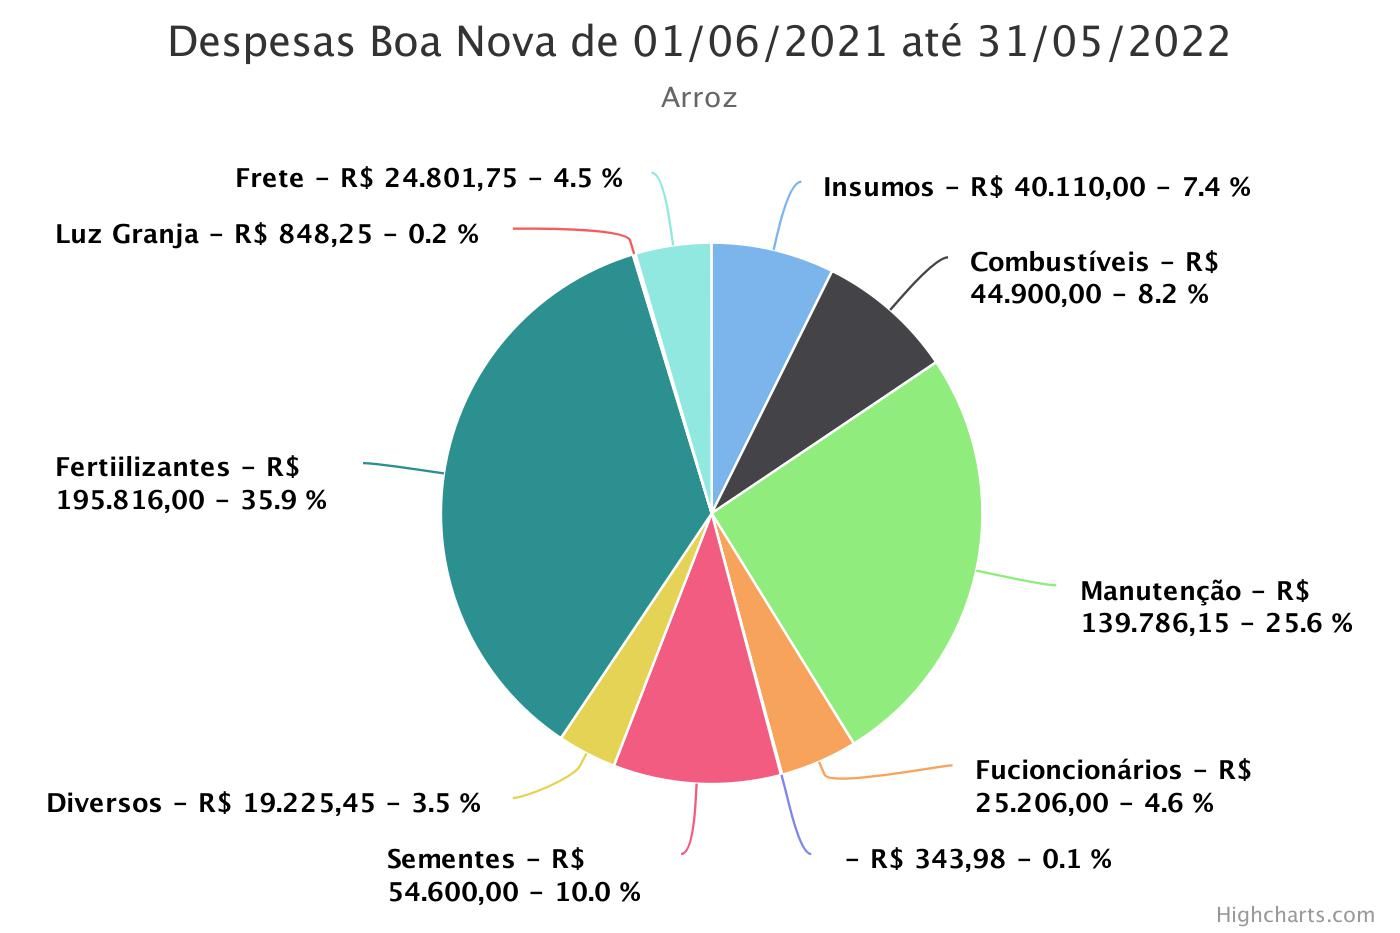 Despesas Boa Nova de 01/06/2021 até 31/05/2022
Arroz
Frete – R$ 24.801,75 – 4.5 %
Insumos – R$ 40.110,00 – 7.4 %
Luz Granja – R$ 848,25 – 0.2 %
Combustíveis – R$
44.900,00 – 8.2 %
Fertiilizantes – R$
195.816,00 – 35.9 %
Manutenção – R$
139.786,15 – 25.6 %
Fucioncionários – R$
25.206,00 – 4.6 %
Diversos – R$ 19.225,45 – 3.5 %
Sementes – R$
54.600,00 – 10.0 %
– R$ 343,98 – 0.1 %
Highcharts.com